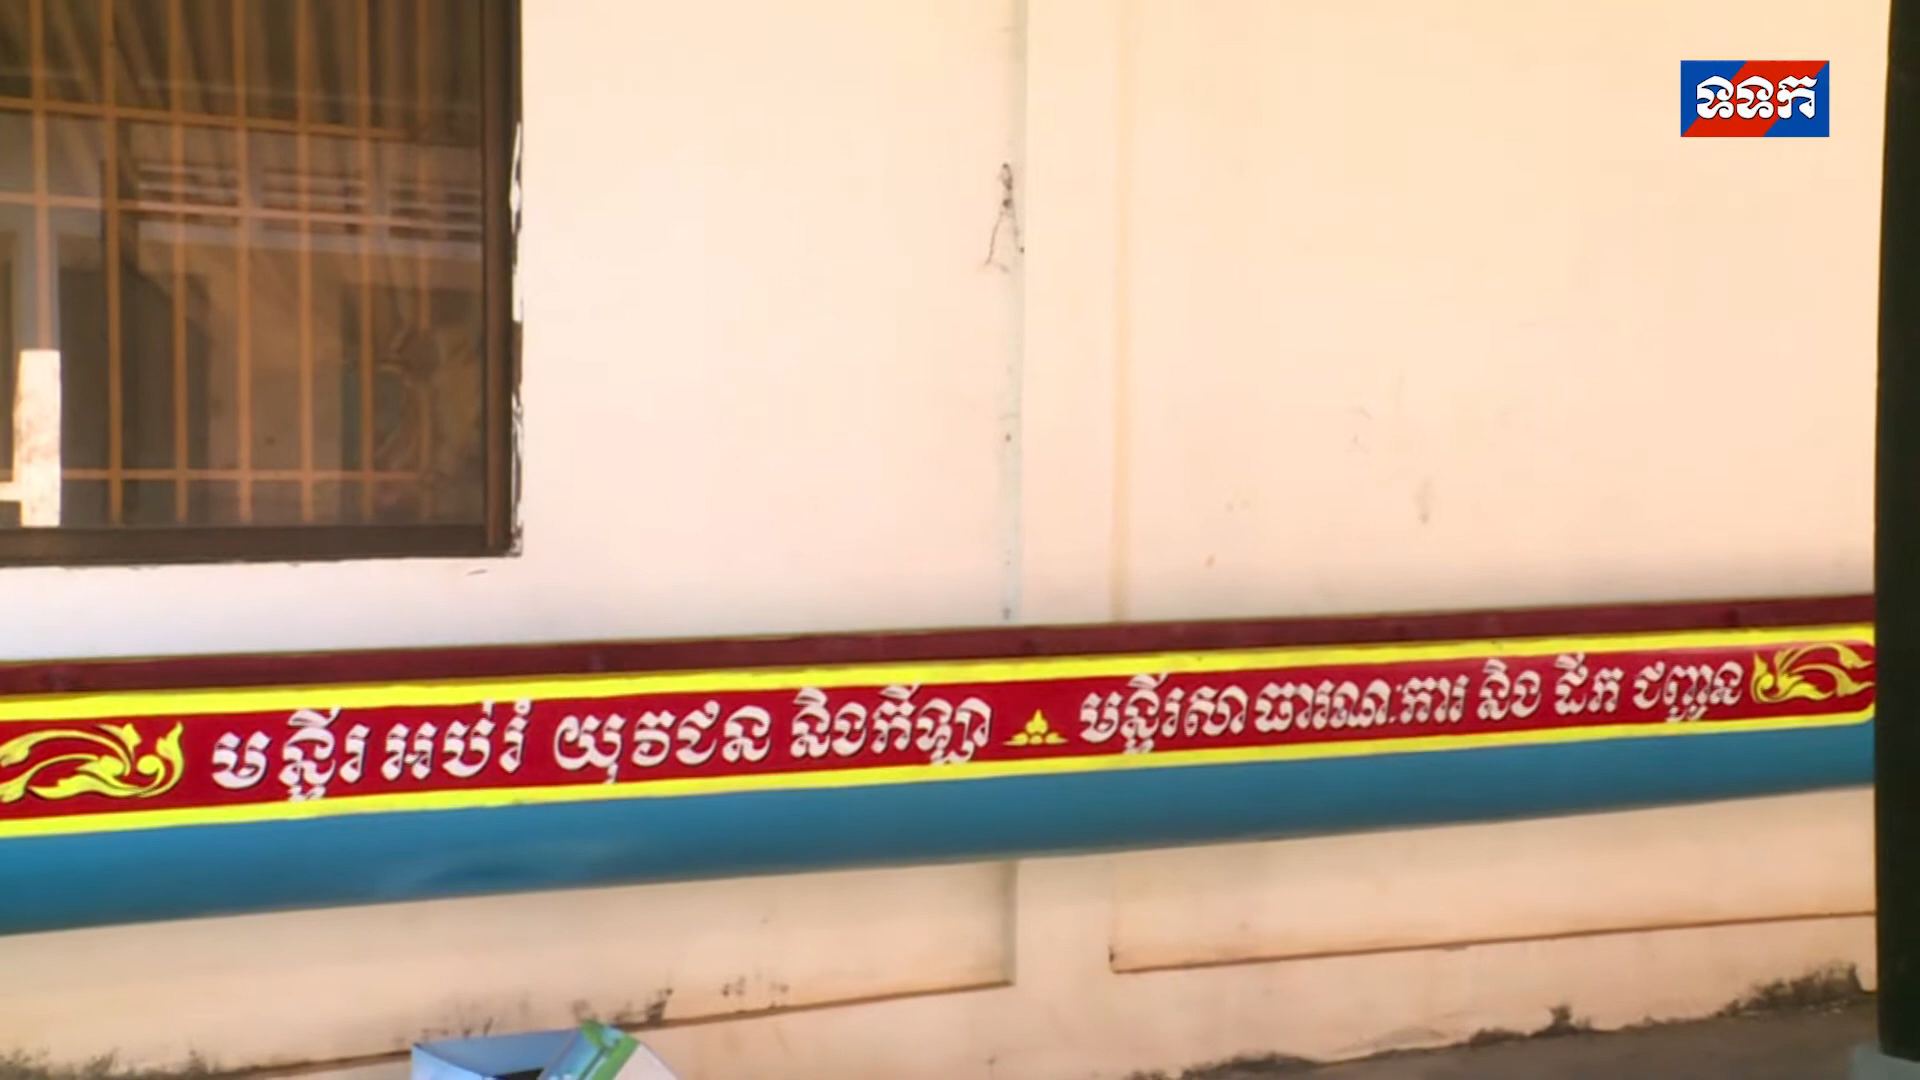 ទទក
មន្ទីរ អប់រំ យុវជន និងកីឡា មន្ទីរសាធារណៈការ និង ដឹក ជញ្ជូន